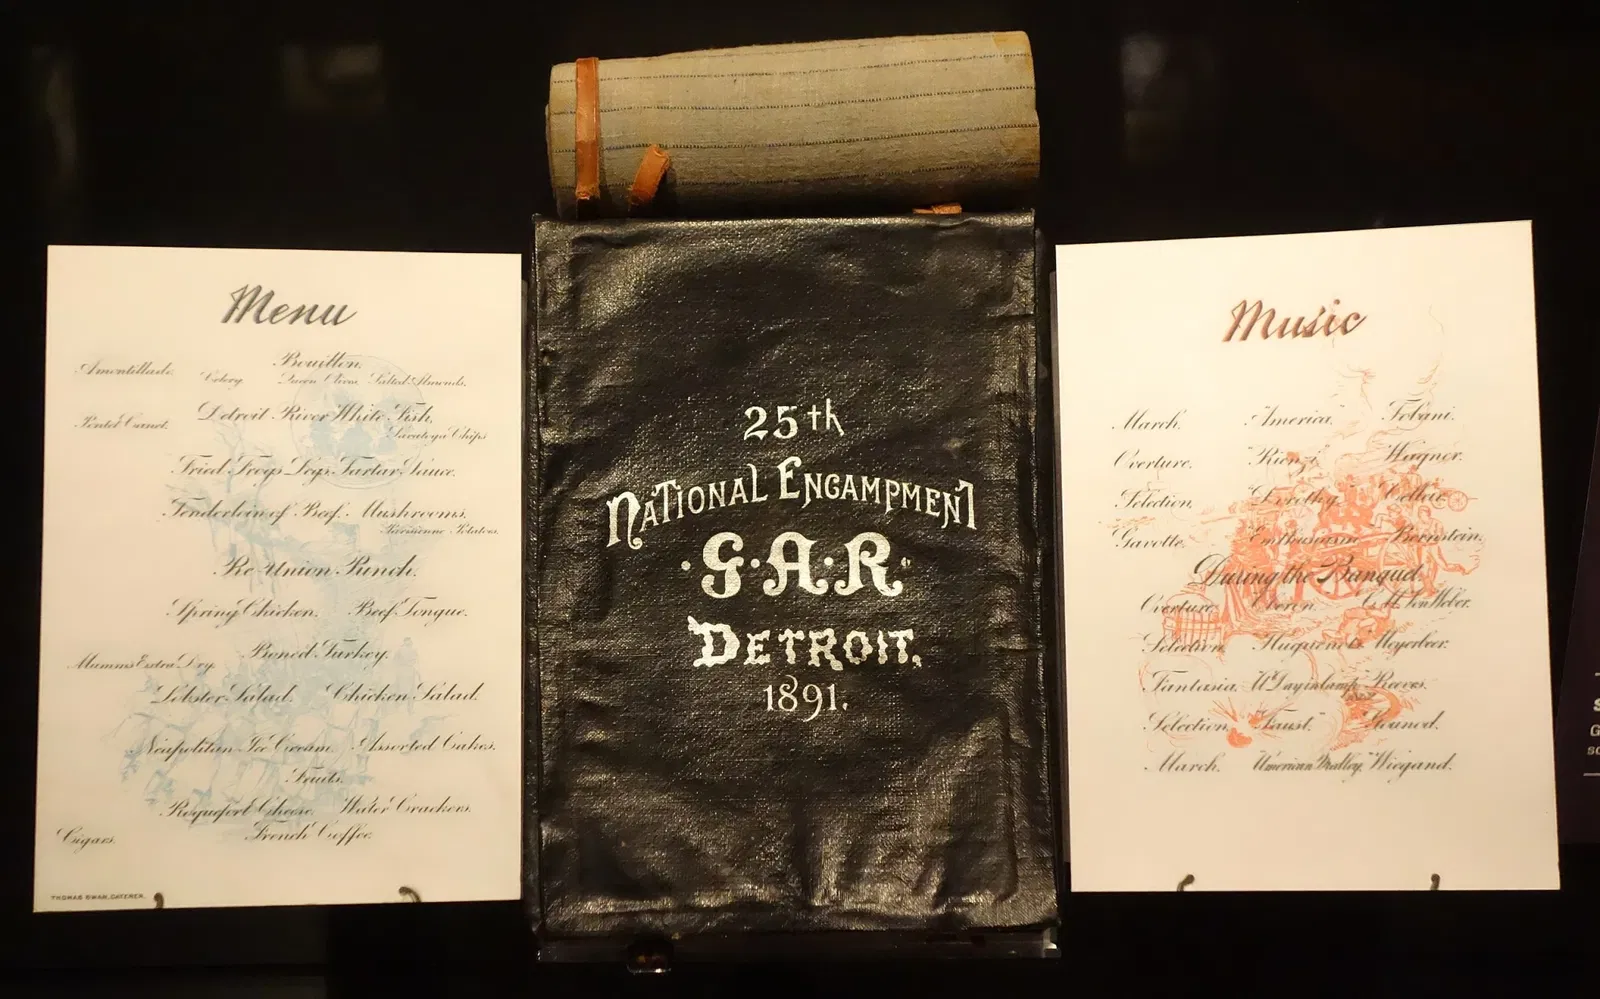 Menu
Amontillado. Bouillon.
Celery. Queen Olives. Salted Almonds.
Detroit River White Fish,
Pontet Canet. Saratoga Chips
Fried Frogs Legs, Tartar Sauce.
Tenderloin of Beef. Mushrooms.
Parisienne Potatoes.
Re-Union Punch.
Spring Chicken. Beef Tongue.
Boned Turkey.
Mumms Extra Dry.
Lobster Salad. Chicken Salad.
Neapolitan Ice Cream. Assorted Cakes.
Fruits.
Roquefort Cheese. Water Crackers.
French Coffee.
Cigars.
THOMAS SWAN, CATERER.
25th
NATIONAL ENCAMPMENT
·G·A·R·
DETROIT,
1891.
Music
March. "America," Tobani.
Overture. "Rienzi" Wagner.
Selection. "Dorothy" Cellier.
Gavotte. "Enthusiasm" Bernstein.
During the Banquet.
Overture. "Oberon" C. M. Von Weber.
Selection. "Huguenots" Meyerbeer.
Fantasia. Reeves.
Selection. "Faust." Gounod.
March. "American Medley," Wiegand.